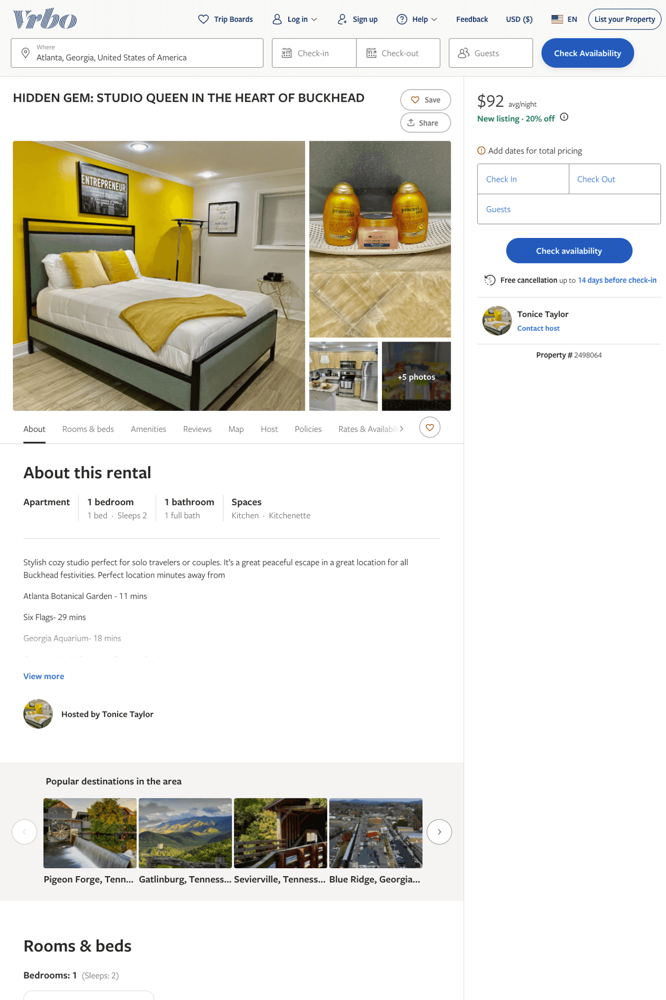 Vrbo
Trip Boards
Log in
Sign up
Help
Feedback
USD ($)
EN
List your Property
Where
Atlanta, Georgia, United States of America
Check-in
Check-out
Guests
Check Availability
HIDDEN GEM: STUDIO QUEEN IN THE HEART OF BUCKHEAD
Save
Share
ENTREPRENEUR
pracaxi oil
pracaxi oil
+5 photos
$92 avg/night
New listing · 20% off
Add dates for total pricing
Check In
Check Out
Guests
Check availability
Free cancellation up to 14 days before check-in
Tonice Taylor
Contact host
Property # 2498064
About
Rooms & beds
Amenities
Reviews
Map
Host
Policies
Rates & Availabili
About this rental
Apartment
1 bedroom
1 bed · Sleeps 2
1 bathroom
1 full bath
Spaces
Kitchen · Kitchenette
Stylish cozy studio perfect for solo travelers or couples. It's a great peaceful escape in a great location for all
Buckhead festivities. Perfect location minutes away from
Atlanta Botanical Garden - 11 mins
Six Flags- 29 mins
Georgia Aquarium- 18 mins
View more
Hosted by Tonice Taylor
Popular destinations in the area
Pigeon Forge, Tenn...
Gatlinburg, Tenness...
Sevierville, Tenness...
Blue Ridge, Georgia...
Rooms & beds
Bedrooms: 1 (Sleeps: 2)